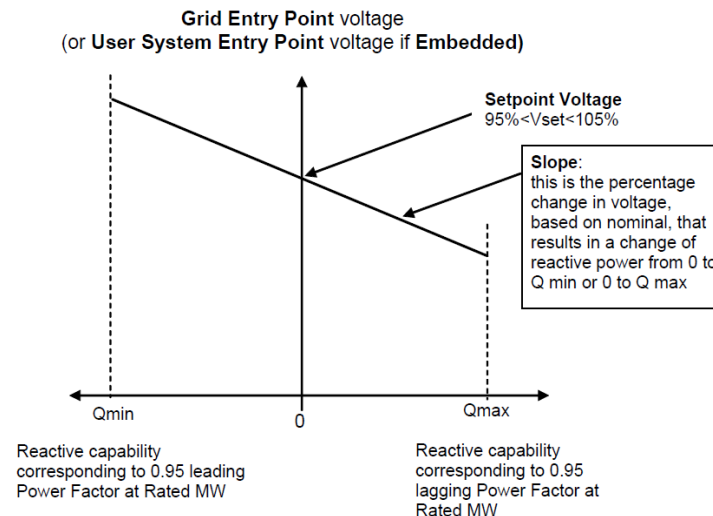 Grid Entry Point voltage
(or User System Entry Point voltage if Embedded)
Setpoint Voltage
95%<Vset<105%
Slope:
this is the percentage
change in voltage,
based on nominal, that
results in a change of
reactive power from 0 to
Q min or 0 to Q max
Qmin
0
Qmax
Reactive capability
corresponding to 0.95 leading
Power Factor at Rated MW
Reactive capability
corresponding to 0.95
lagging Power Factor at
Rated MW